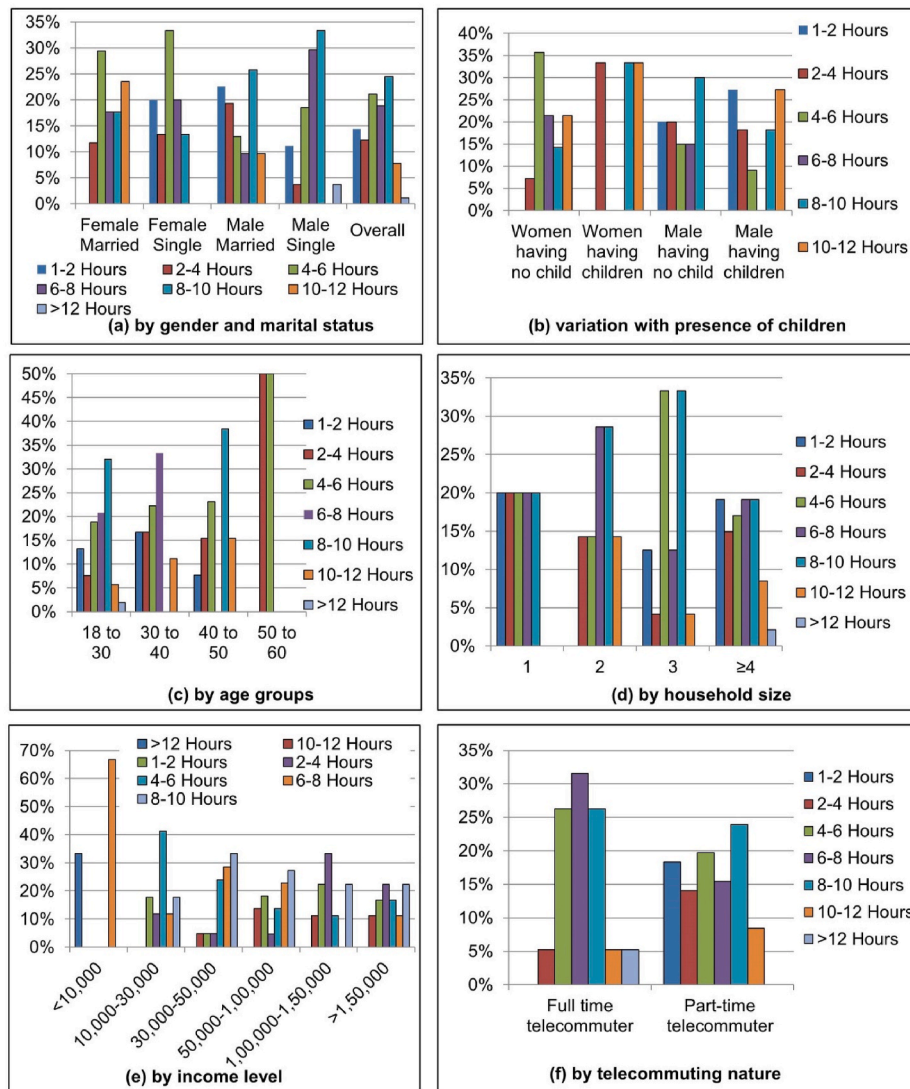 35%
30%
25%
20%
15%
10%
5%
0%
Female Married
Female Single
Male Married
Male Single
Overall
1-2 Hours
2-4 Hours
4-6 Hours
6-8 Hours
8-10 Hours
10-12 Hours
>12 Hours
(a) by gender and marital status
40%
35%
30%
25%
20%
15%
10%
5%
0%
Women having no child
Women having children
Male having no child
Male having children
1-2 Hours
2-4 Hours
4-6 Hours
6-8 Hours
8-10 Hours
10-12 Hours
(b) variation with presence of children
50%
45%
40%
35%
30%
25%
20%
15%
10%
5%
0%
18 to 30
30 to 40
40 to 50
50 to 60
1-2 Hours
2-4 Hours
4-6 Hours
6-8 Hours
8-10 Hours
10-12 Hours
>12 Hours
(c) by age groups
35%
30%
25%
20%
15%
10%
5%
0%
1
2
3
≥4
1-2 Hours
2-4 Hours
4-6 Hours
6-8 Hours
8-10 Hours
10-12 Hours
>12 Hours
(d) by household size
70%
60%
50%
40%
30%
20%
10%
0%
>12 Hours
10-12 Hours
1-2 Hours
2-4 Hours
4-6 Hours
6-8 Hours
8-10 Hours
<10,000
10,000-30,000
30,000-50,000
50,000-1,00,000
1,00,000-1,50,000
>1,50,000
(e) by income level
35%
30%
25%
20%
15%
10%
5%
0%
Full time telecommuter
Part-time telecommuter
1-2 Hours
2-4 Hours
4-6 Hours
6-8 Hours
8-10 Hours
10-12 Hours
>12 Hours
(f) by telecommuting nature